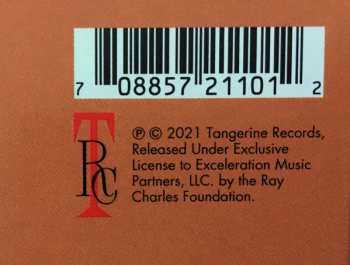 7 08857 21101 2
TRC
℗ © 2021 Tangerine Records,
Released Under Exclusive
License to Exceleration Music
Partners, LLC. by the Ray
Charles Foundation.